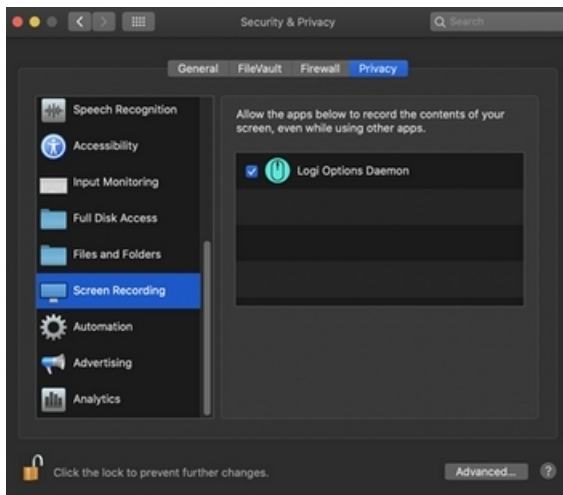 Security & Privacy
Search
General
FileVault
Firewall
Privacy
Speech Recognition
Accessibility
Input Monitoring
Full Disk Access
Files and Folders
Screen Recording
Automation
Advertising
Analytics
Allow the apps below to record the contents of your
screen, even while using other apps.
Logi Options Daemon
Click the lock to prevent further changes.
Advanced...
?